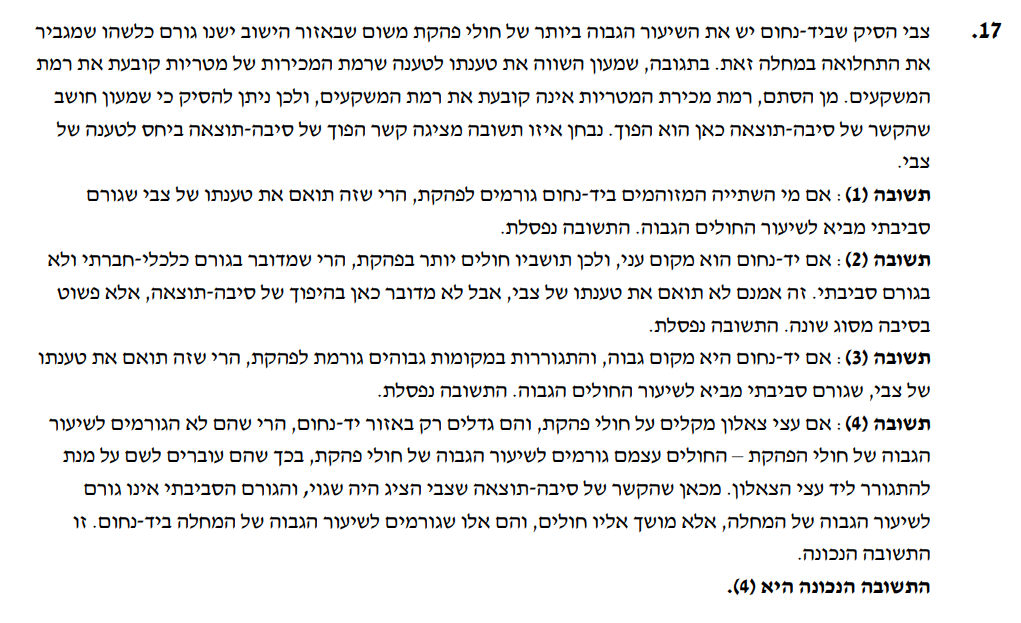 17. צבי הסיק שביד-נחום יש את השיעור הגבוה ביותר של חולי פהקת משום שבאזור הישוב ישנו גורם כלשהו שמגביר
את התחלואה במחלה זאת. בתגובה, שמעון השווה את טענתו לטענה שרמת המכירות של מטריות קובעת את רמת
המשקעים. מן הסתם, רמת מכירת המטריות אינה קובעת את רמת המשקעים, ולכן ניתן להסיק כי שמעון חושב
שהקשר של סיבה-תוצאה כאן הוא הפוך. נבחן איזו תשובה מציגה קשר הפוך של סיבה-תוצאה ביחס לטענה של
צבי.
תשובה (1): אם מי השתייה המזוהמים ביד-נחום גורמים לפהקת, הרי שזה תואם את טענתו של צבי שגורם
סביבתי מביא לשיעור החולים הגבוה. התשובה נפסלת.
תשובה (2): אם יד-נחום הוא מקום עני, ולכן תושביו חולים יותר בפהקת, הרי שמדובר בגורם כלכלי-חברתי ולא
בגורם סביבתי. זה אמנם לא תואם את טענתו של צבי, אבל לא מדובר כאן בהיפוך של סיבה-תוצאה, אלא פשוט
בסיבה מסוג שונה. התשובה נפסלת.
תשובה (3): אם יד-נחום היא מקום גבוה, והתגוררות במקומות גבוהים גורמת לפהקת, הרי שזה תואם את טענתו
של צבי, שגורם סביבתי מביא לשיעור החולים הגבוה. התשובה נפסלת.
תשובה (4): אם עצי צאלון מקלים על חולי פהקת, והם גדלים רק באזור יד-נחום, הרי שהם לא הגורמים לשיעור
הגבוה של חולי הפהקת – החולים עצמם גורמים לשיעור הגבוה של חולי פהקת, בכך שהם עוברים לשם על מנת
להתגורר ליד עצי הצאלון. מכאן שהקשר של סיבה-תוצאה שצבי הציג היה שגוי, והגורם הסביבתי אינו גורם
לשיעור הגבוה של המחלה, אלא מושך אליו חולים, והם אלו שגורמים לשיעור הגבוה של המחלה ביד-נחום. זו
התשובה הנכונה.
התשובה הנכונה היא (4).